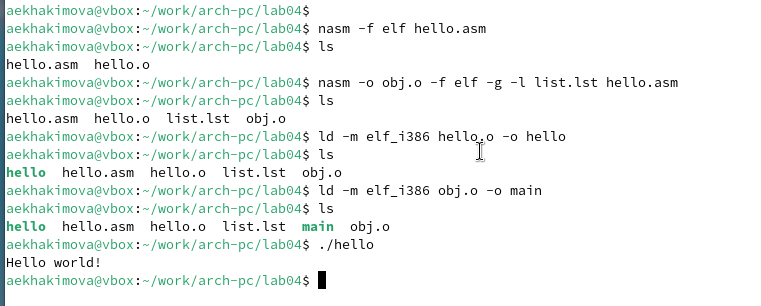 aekhakimova@vbox:~/work/arch-pc/lab04$
aekhakimova@vbox:~/work/arch-pc/lab04$ nasm -f elf hello.asm
aekhakimova@vbox:~/work/arch-pc/lab04$ ls
hello.asm  hello.o
aekhakimova@vbox:~/work/arch-pc/lab04$ nasm -o obj.o -f elf -g -l list.lst hello.asm
aekhakimova@vbox:~/work/arch-pc/lab04$ ls
hello.asm  hello.o  list.lst  obj.o
aekhakimova@vbox:~/work/arch-pc/lab04$ ld -m elf_i386 hello.o -o hello
aekhakimova@vbox:~/work/arch-pc/lab04$ ls
hello  hello.asm  hello.o  list.lst  obj.o
aekhakimova@vbox:~/work/arch-pc/lab04$ ld -m elf_i386 obj.o -o main
aekhakimova@vbox:~/work/arch-pc/lab04$ ls
hello  hello.asm  hello.o  list.lst  main  obj.o
aekhakimova@vbox:~/work/arch-pc/lab04$ ./hello
Hello world!
aekhakimova@vbox:~/work/arch-pc/lab04$